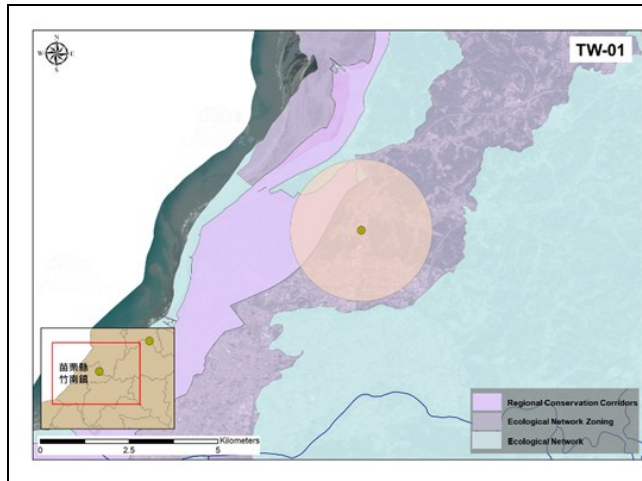 TW-01
N
W E
S
苗栗縣
竹南鎮
0 2.5 5
Kilometers
Regional Conservation Corridors
Ecological Network Zoning
Ecological Network